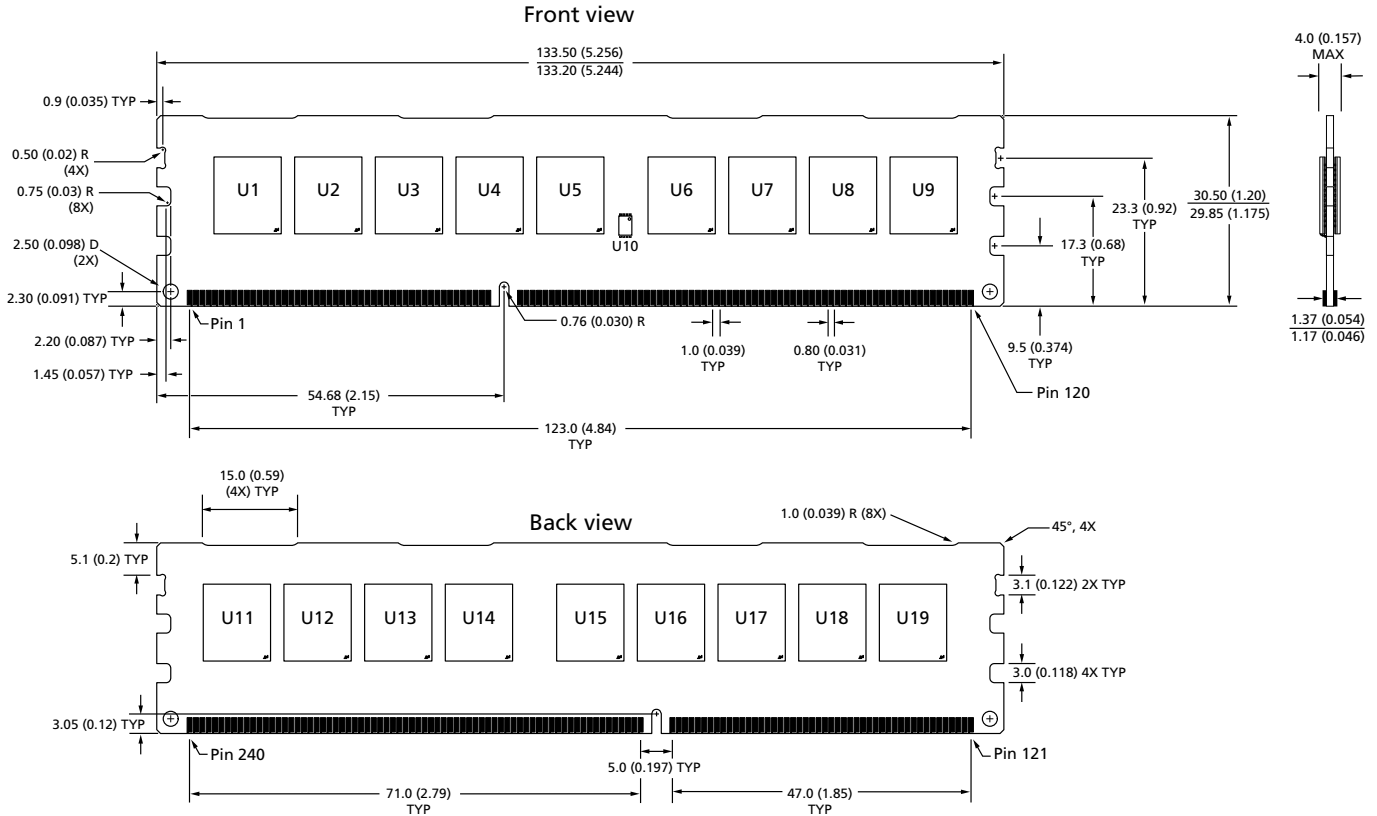 Front view
133.50 (5.256)
133.20 (5.244)
4.0 (0.157)
MAX
0.9 (0.035) TYP
0.50 (0.02) R
(4X)
0.75 (0.03) R
(8X)
2.50 (0.098) D
(2X)
2.30 (0.091) TYP
2.20 (0.087) TYP
1.45 (0.057) TYP
U1
U2
U3
U4
U5
U6
U7
U8
U9
U10
23.3 (0.92)
TYP
30.50 (1.20)
29.85 (1.175)
17.3 (0.68)
TYP
Pin 1
0.76 (0.030) R
1.0 (0.039)
TYP
0.80 (0.031)
TYP
9.5 (0.374)
TYP
1.37 (0.054)
1.17 (0.046)
Pin 120
54.68 (2.15)
TYP
123.0 (4.84)
TYP
15.0 (0.59)
(4X) TYP
Back view
1.0 (0.039) R (8X)
45°, 4X
5.1 (0.2) TYP
3.1 (0.122) 2X TYP
U11
U12
U13
U14
U15
U16
U17
U18
U19
3.0 (0.118) 4X TYP
3.05 (0.12) TYP
Pin 240
5.0 (0.197) TYP
Pin 121
71.0 (2.79)
TYP
47.0 (1.85)
TYP